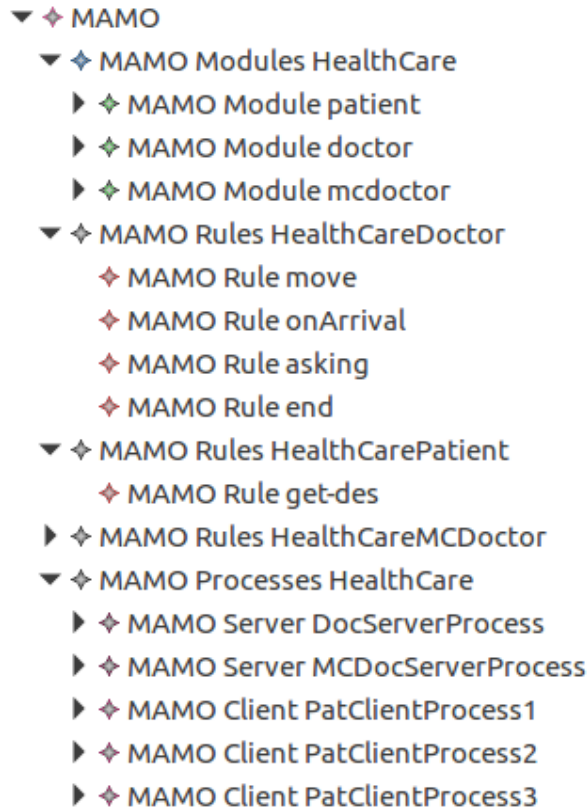 MAMO
MAMO Modules HealthCare
MAMO Module patient
MAMO Module doctor
MAMO Module mcdoctor
MAMO Rules HealthCareDoctor
MAMO Rule move
MAMO Rule onArrival
MAMO Rule asking
MAMO Rule end
MAMO Rules HealthCarePatient
MAMO Rule get-des
MAMO Rules HealthCareMCDoctor
MAMO Processes HealthCare
MAMO Server DocServerProcess
MAMO Server MCDocServerProcess
MAMO Client PatClientProcess1
MAMO Client PatClientProcess2
MAMO Client PatClientProcess3